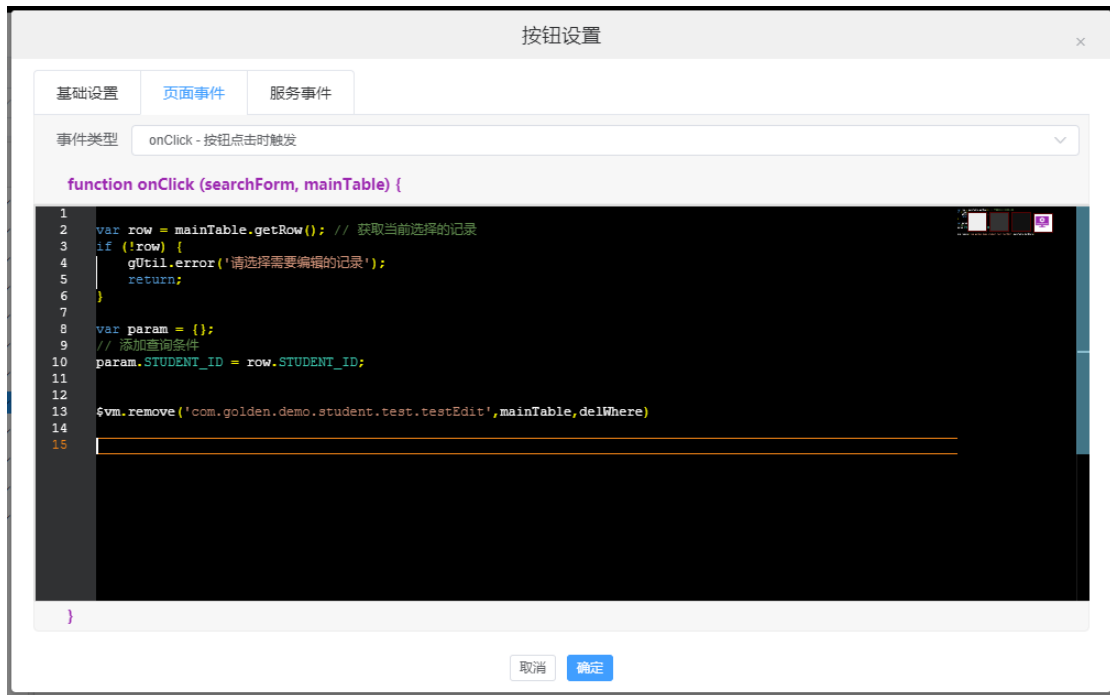 按钮设置
×
基础设置 页面事件 服务事件
事件类型 onClick - 按钮点击时触发
function onClick (searchForm, mainTable) {
1
2 var row = mainTable.getRow(); // 获取当前选择的记录
3 if (!row) {
4 gUtil.error('请选择需要编辑的记录');
5 return;
6 }
7
8 var param = {};
9 // 添加查询条件
10 param.STUDENT_ID = row.STUDENT_ID;
11
12
13 $vm.remove('com.golden.demo.student.test.testEdit',mainTable,delWhere)
14
15
}
取消 确定